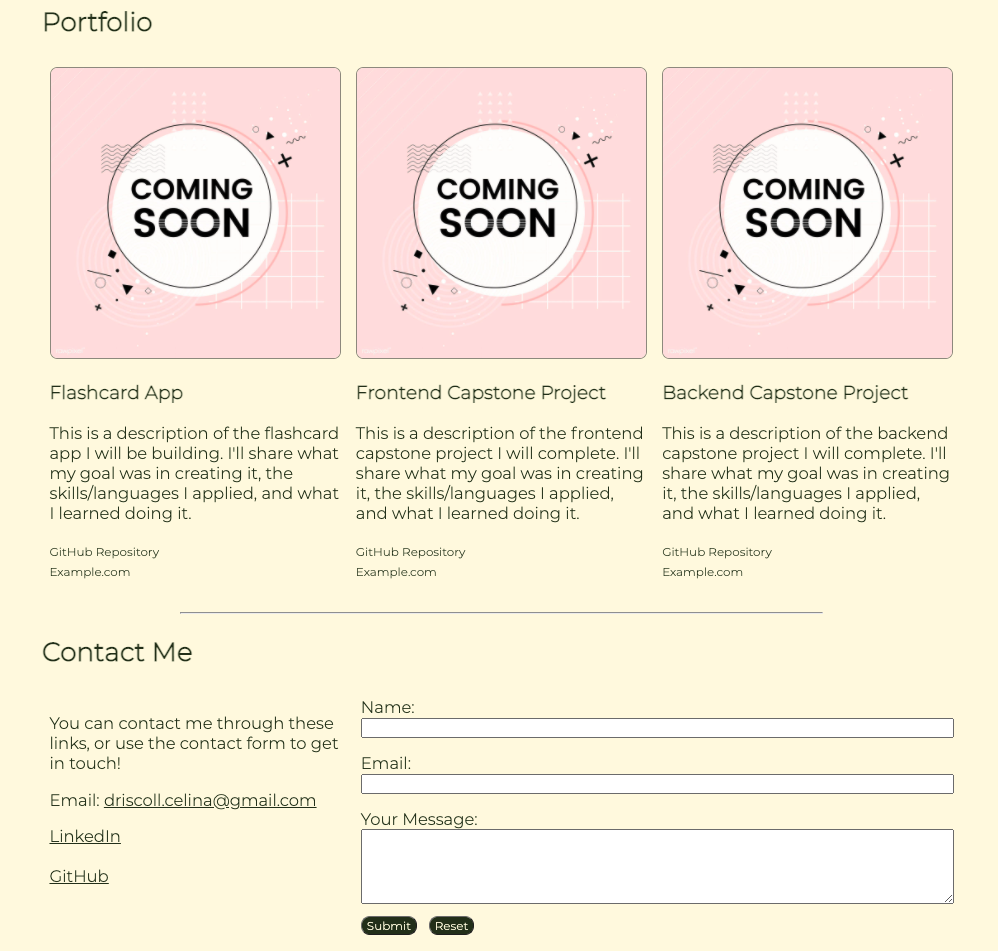 Portfolio
COMING
SOON
COMING
SOON
COMING
SOON
Flashcard App
This is a description of the flashcard
app I will be building. I'll share what
my goal was in creating it, the
skills/languages I applied, and what
I learned doing it.
GitHub Repository
Example.com
Frontend Capstone Project
This is a description of the frontend
capstone project I will complete. I'll
share what my goal was in creating
it, the skills/languages I applied,
and what I learned doing it.
GitHub Repository
Example.com
Backend Capstone Project
This is a description of the backend
capstone project I will complete. I'll
share what my goal was in creating
it, the skills/languages I applied,
and what I learned doing it.
GitHub Repository
Example.com
Contact Me
You can contact me through these
links, or use the contact form to get
in touch!
Email: driscoll.celina@gmail.com
LinkedIn
GitHub
Name:
Email:
Your Message:
Submit
Reset